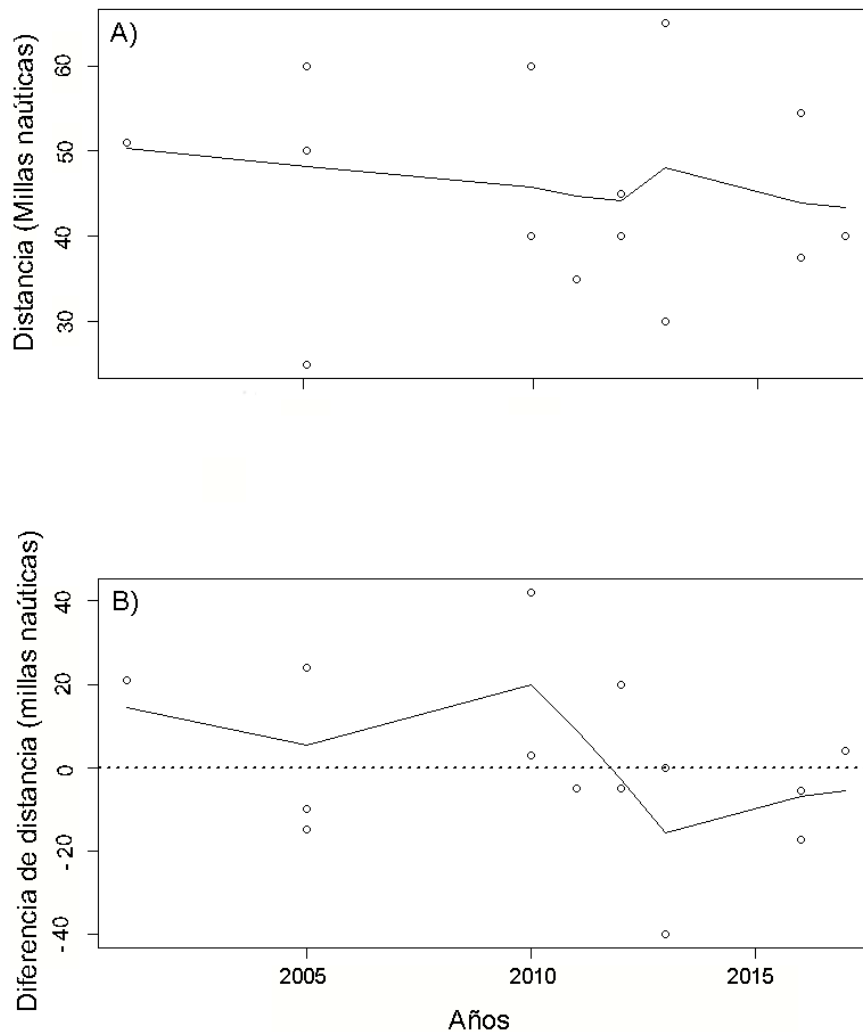 A)
Distancia (Millas naúticas)
60
50
40
30
B)
Diferencia de distancia (millas naúticas)
40
20
0
-20
-40
2005
2010
2015
Años